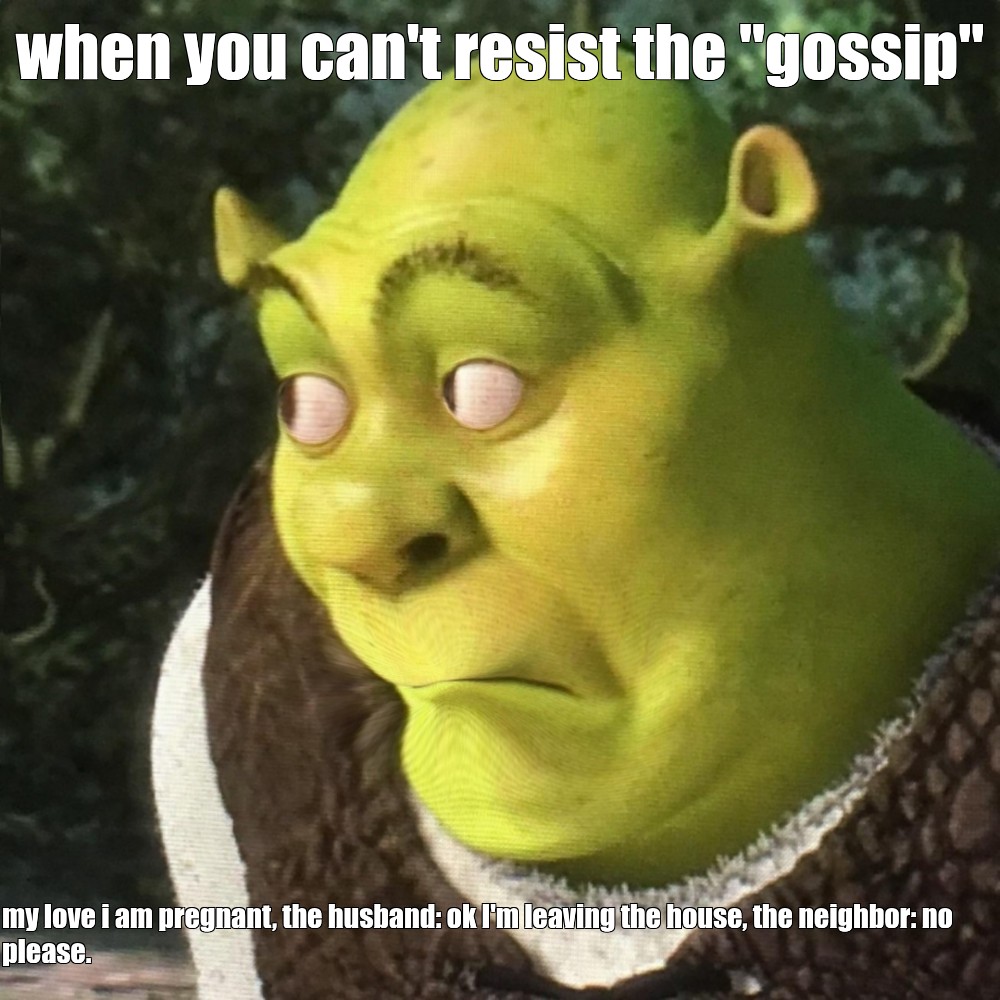 when you can't resist the "gossip"
my love i am pregnant, the husband: ok I'm leaving the house, the neighbor: no
please.